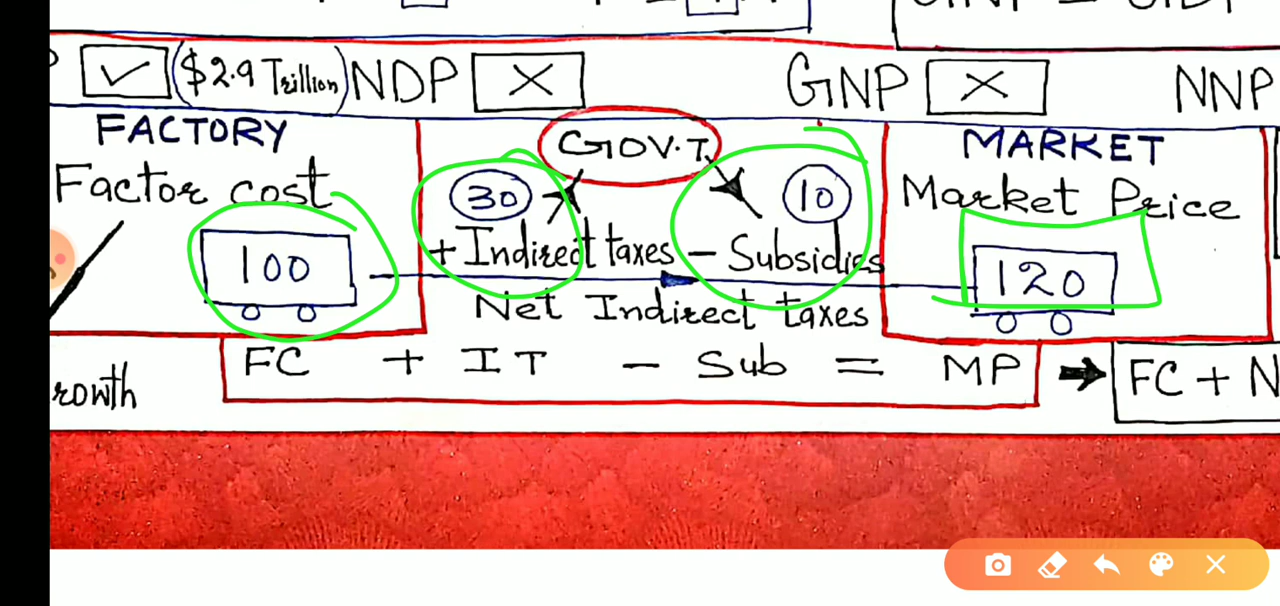 ✓ ($2.9 Trillion) NDP X GNP X NNP
FACTORY GOV.T. MARKET
Factor cost 30 10 Market Price
100 + Indirect taxes – Subsidies 120
Net Indirect taxes
FC + IT – Sub = MP → FC + N
rowth